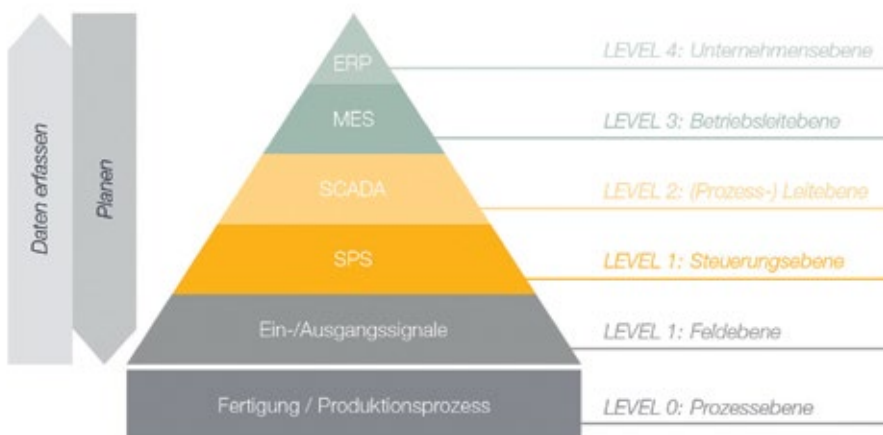 Daten erfassen
Planen
ERP
LEVEL 4: Unternehmensebene
MES
LEVEL 3: Betriebsleitebene
SCADA
LEVEL 2: (Prozess-) Leitebene
SPS
LEVEL 1: Steuerungsebene
Ein-/Ausgangssignale
LEVEL 1: Feldebene
Fertigung / Produktionsprozess
LEVEL 0: Prozessebene